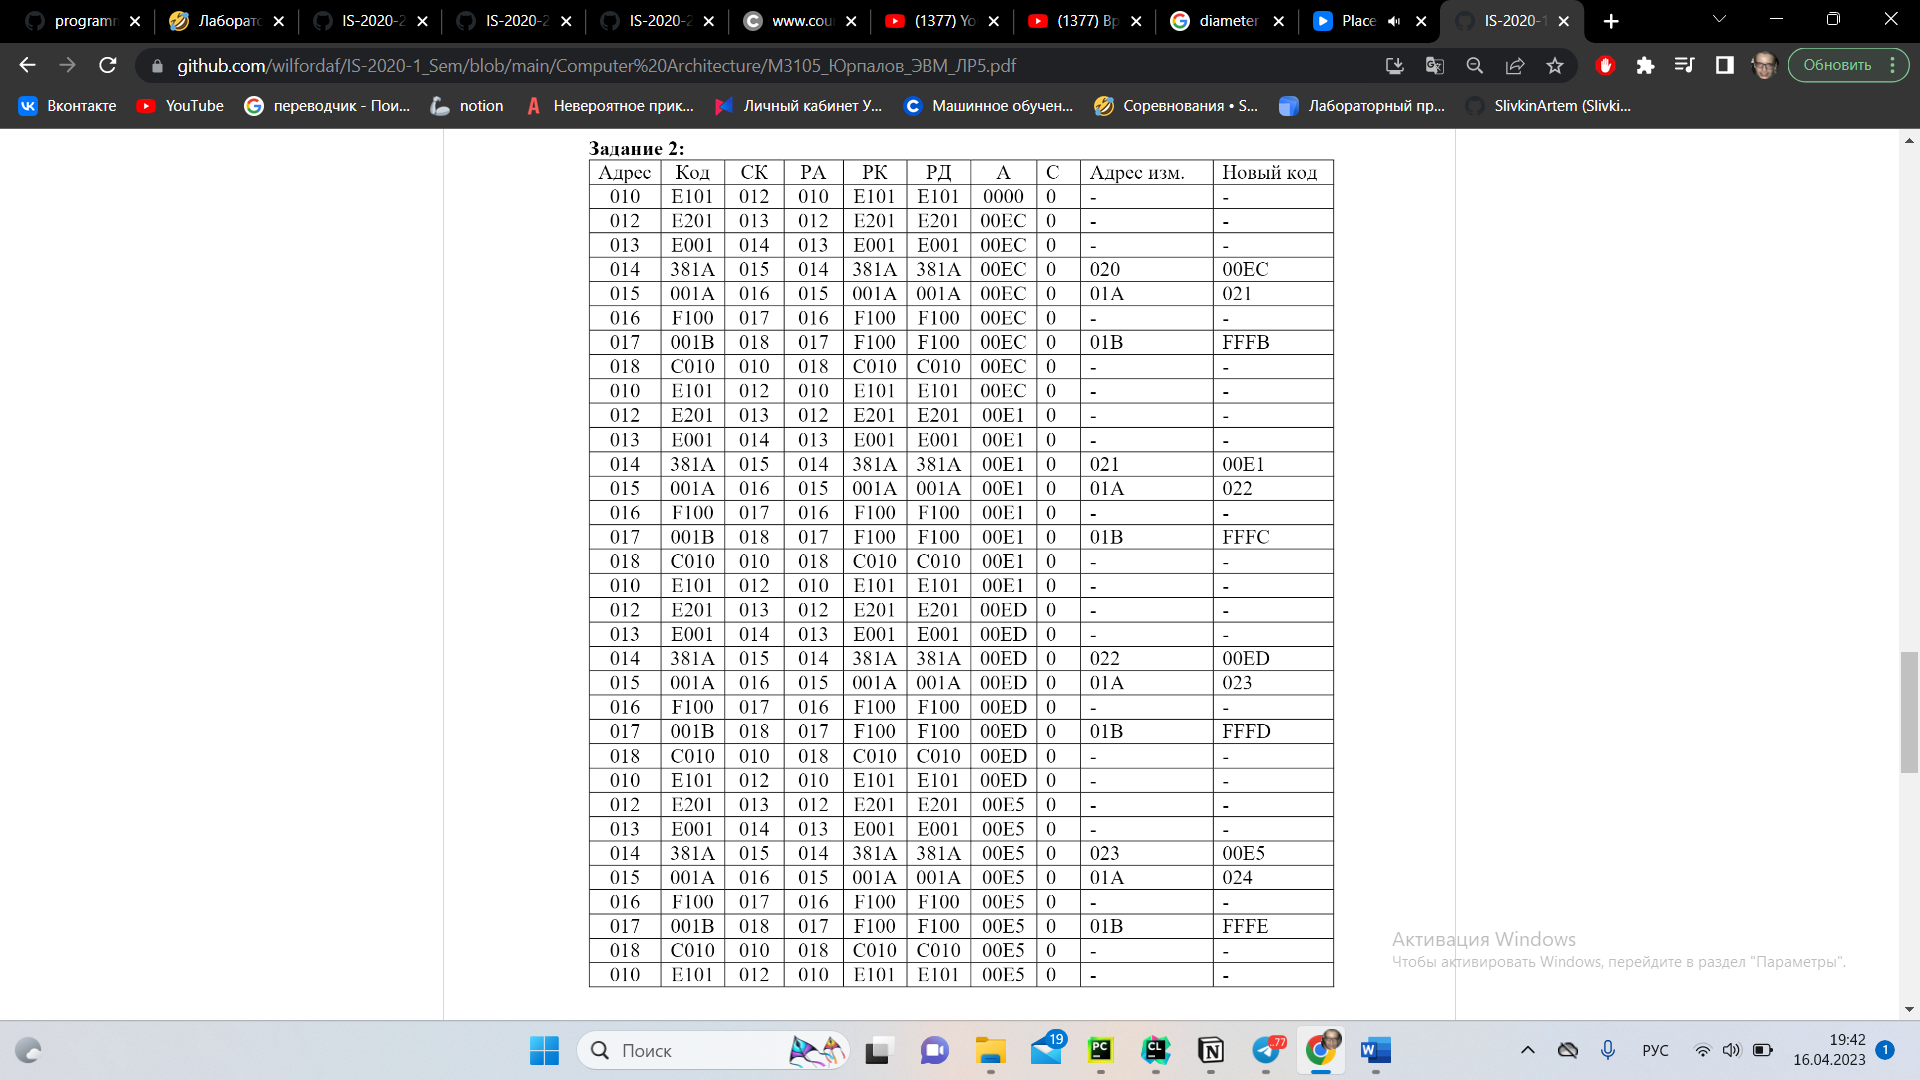 programm
Лаборато
IS-2020-2
IS-2020-2
IS-2020-2
www.cour
(1377) Yo
(1377) Вр
diameter
Place
IS-2020-1
github.com/wilfordaf/IS-2020-1_Sem/blob/main/Computer%20Architecture/M3105_Юрпалов_ЭВМ_ЛР5.pdf
Обновить
Вконтакте
YouTube
переводчик - Пои...
notion
Невероятное прик...
Личный кабинет У...
Машинное обучен...
Соревнования • S...
Лабораторный пр...
SlivkinArtem (Slivki...
Задание 2:
Адрес Код СК РА РК РД А С Адрес изм. Новый код
010 E101 012 010 E101 E101 0000 0 - -
012 E201 013 012 E201 E201 00EC 0 - -
013 E001 014 013 E001 E001 00EC 0 - -
014 381A 015 014 381A 381A 00EC 0 020 00EC
015 001A 016 015 001A 001A 00EC 0 01A 021
016 F100 017 016 F100 F100 00EC 0 - -
017 001B 018 017 F100 F100 00EC 0 01B FFFB
018 C010 010 018 C010 C010 00EC 0 - -
010 E101 012 010 E101 E101 00EC 0 - -
012 E201 013 012 E201 E201 00E1 0 - -
013 E001 014 013 E001 E001 00E1 0 - -
014 381A 015 014 381A 381A 00E1 0 021 00E1
015 001A 016 015 001A 001A 00E1 0 01A 022
016 F100 017 016 F100 F100 00E1 0 - -
017 001B 018 017 F100 F100 00E1 0 01B FFFC
018 C010 010 018 C010 C010 00E1 0 - -
010 E101 012 010 E101 E101 00E1 0 - -
012 E201 013 012 E201 E201 00ED 0 - -
013 E001 014 013 E001 E001 00ED 0 - -
014 381A 015 014 381A 381A 00ED 0 022 00ED
015 001A 016 015 001A 001A 00ED 0 01A 023
016 F100 017 016 F100 F100 00ED 0 - -
017 001B 018 017 F100 F100 00ED 0 01B FFFD
018 C010 010 018 C010 C010 00ED 0 - -
010 E101 012 010 E101 E101 00ED 0 - -
012 E201 013 012 E201 E201 00E5 0 - -
013 E001 014 013 E001 E001 00E5 0 - -
014 381A 015 014 381A 381A 00E5 0 023 00E5
015 001A 016 015 001A 001A 00E5 0 01A 024
016 F100 017 016 F100 F100 00E5 0 - -
017 001B 018 017 F100 F100 00E5 0 01B FFFE
018 C010 010 018 C010 C010 00E5 0 - -
010 E101 012 010 E101 E101 00E5 0 - -
Активация Windows
Чтобы активировать Windows, перейдите в раздел "Параметры".
Поиск
19
PC
CL
77
РУС
19:42
16.04.2023
1